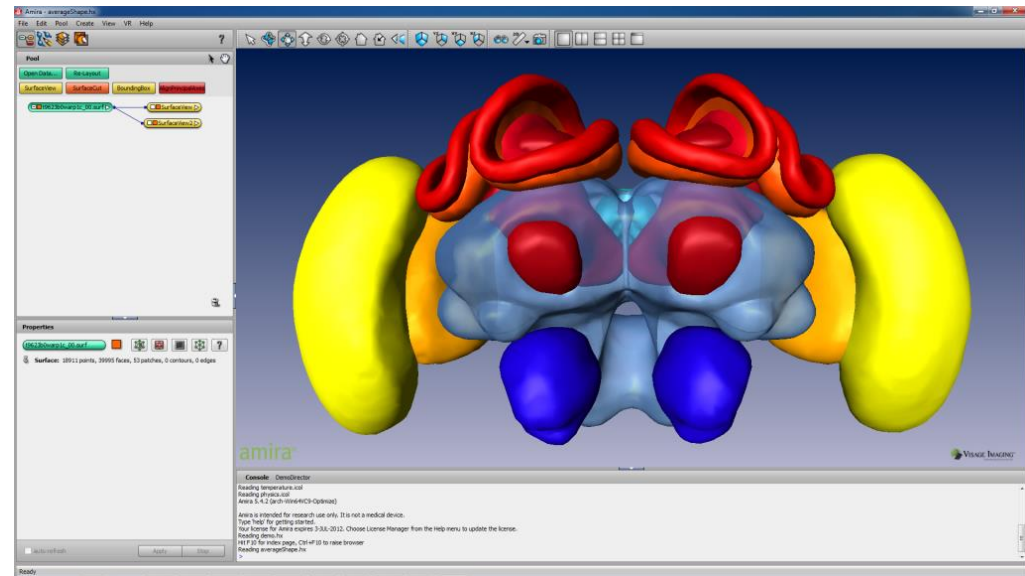 Amira - averageShape.hx
File Edit Pool Create View VR Help
?
Pool
Open Data... Re-Layout
SurfaceView SurfaceCut BoundingBox AlignPrincipalAxes
SurfaceView
SurfaceView2
Properties
?
Surface: 18911 points, 39995 faces, 53 patches, 0 contours, 0 edges
auto-refresh Apply Stop
amira
VISAGE IMAGING
Console DemoDirector
Reading temperature.icol
Reading physics.icol
Amira 5.4.2 (arch-Win64VC9-Optimize)
Amira is intended for research use only. It is not a medical device.
Type 'help' for getting started.
Your license for Amira expires 3-JUL-2012. Choose License Manager from the Help menu to update the license.
Reading demo.hx
Hit F10 for index page, Ctrl+F10 to raise browser
Reading averageShape.hx
>
Ready